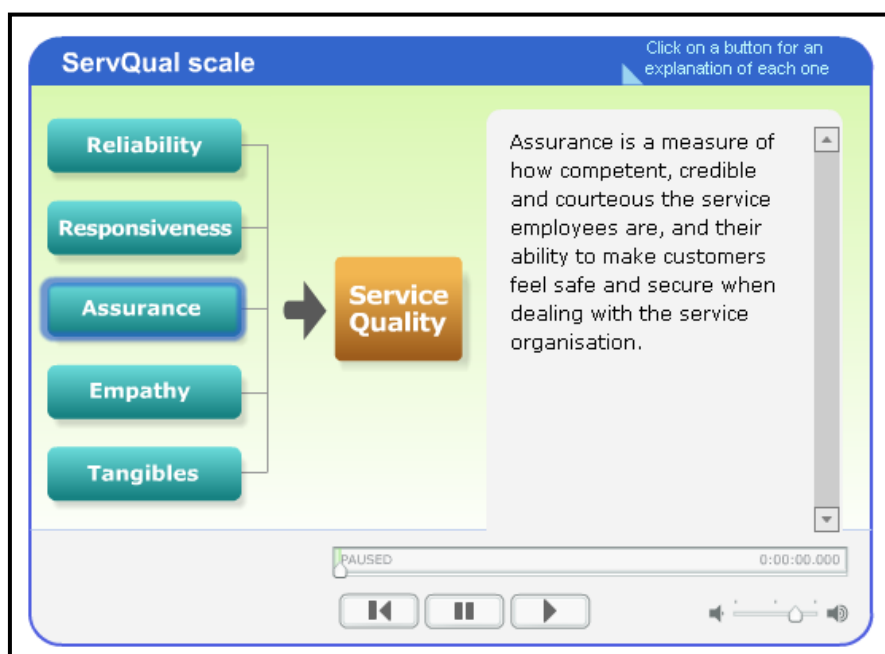 ServQual scale
Click on a button for an
explanation of each one
Reliability
Responsiveness
Assurance
Empathy
Tangibles
Service
Quality
Assurance is a measure of
how competent, credible
and courteous the service
employees are, and their
ability to make customers
feel safe and secure when
dealing with the service
organisation.
PAUSED
0:00:00.000